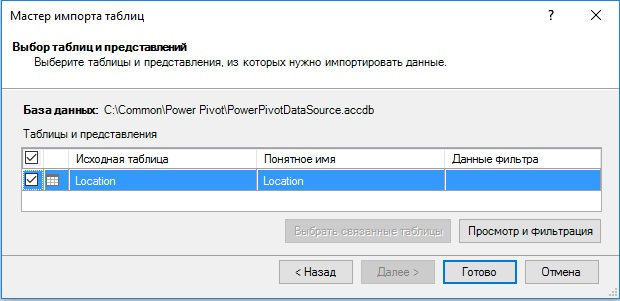 Мастер импорта таблиц
Выбор таблиц и представлений
Выберите таблицы и представления, из которых нужно импортировать данные.
База данных: C:\Common\Power Pivot\PowerPivotDataSource.accdb
Таблицы и представления
Исходная таблица Понятное имя Данные фильтра
Location Location
Выбрать связанные таблицы Просмотр и фильтрация
< Назад Далее > Готово Отмена